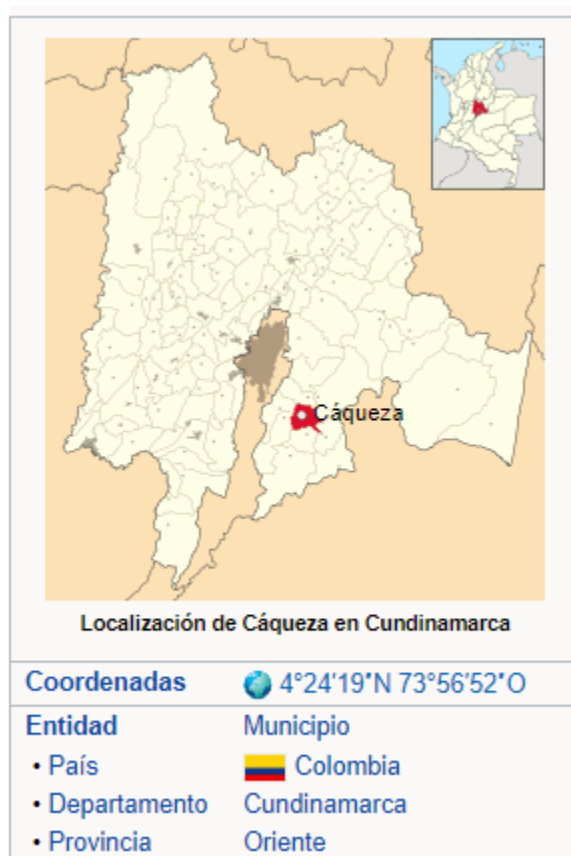 Cáqueza
Localización de Cáqueza en Cundinamarca
Coordenadas 4°24′19″N 73°56′52″O
Entidad Municipio
• País Colombia
• Departamento Cundinamarca
• Provincia Oriente